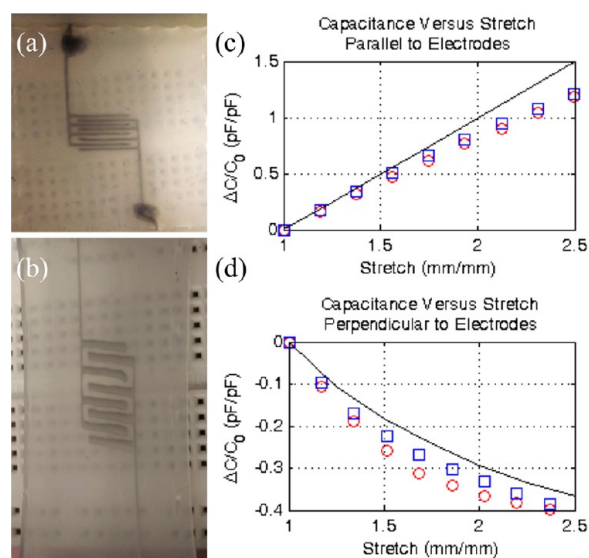 (a)
(c)
Capacitance Versus Stretch
Parallel to Electrodes
1.5
1
0.5
0
ΔC/C0 (pF/pF)
1
1.5
2
2.5
Stretch (mm/mm)
(b)
(d)
Capacitance Versus Stretch
Perpendicular to Electrodes
0
-0.1
-0.2
-0.3
-0.4
ΔC/C0 (pF/pF)
1
1.5
2
2.5
Stretch (mm/mm)